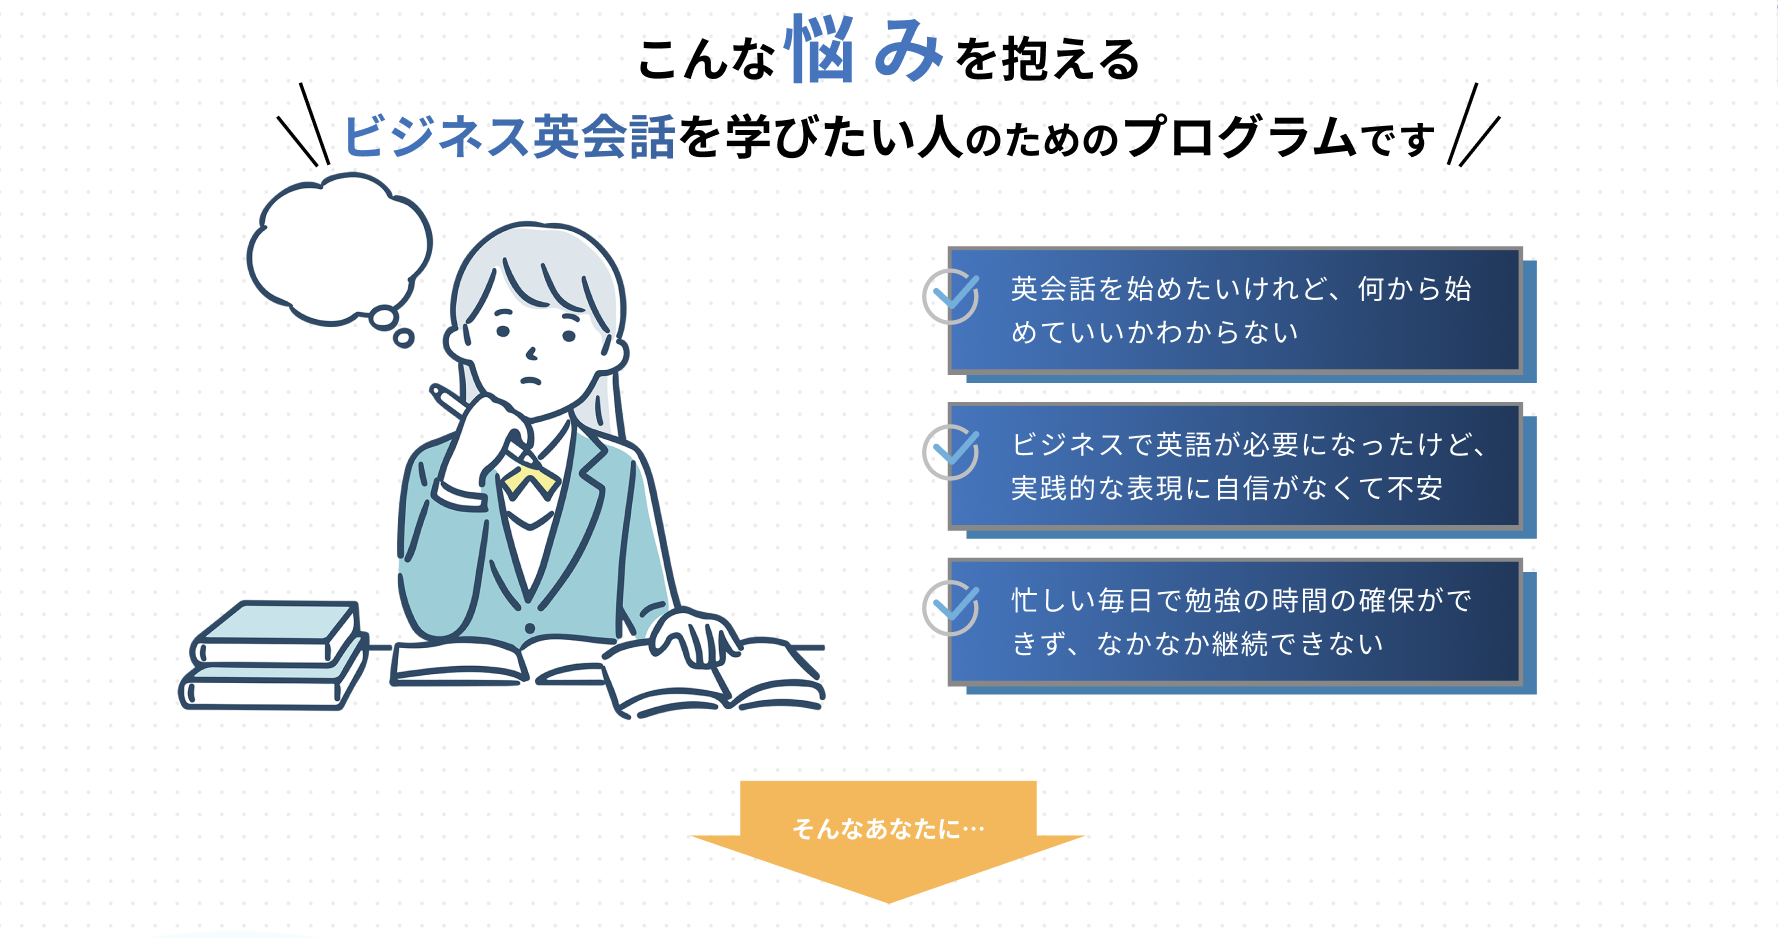 こんな悩みを抱える
ビジネス英会話を学びたい人のためのプログラムです
英会話を始めたいけれど、何から始
めていいかわからない
ビジネスで英語が必要になったけど、
実践的な表現に自信がなくて不安
忙しい毎日で勉強の時間の確保がで
きず、なかなか継続できない
そんなあなたに…